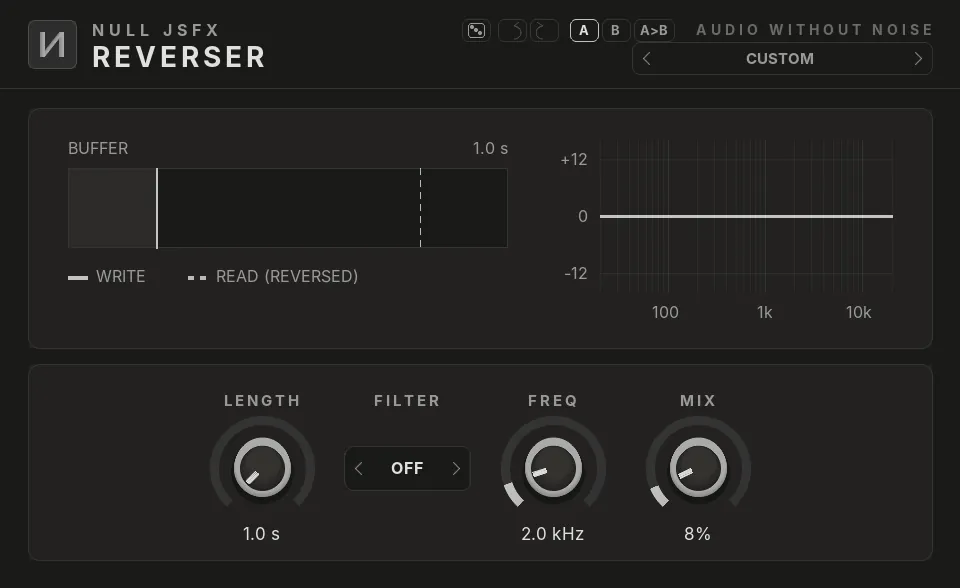 NULL JSFX
REVERSER
A B A>B AUDIO WITHOUT NOISE
CUSTOM
BUFFER 1.0 s
WRITE READ (REVERSED)
+12
0
-12
100 1k 10k
LENGTH FILTER FREQ MIX
OFF
1.0 s 2.0 kHz 8%